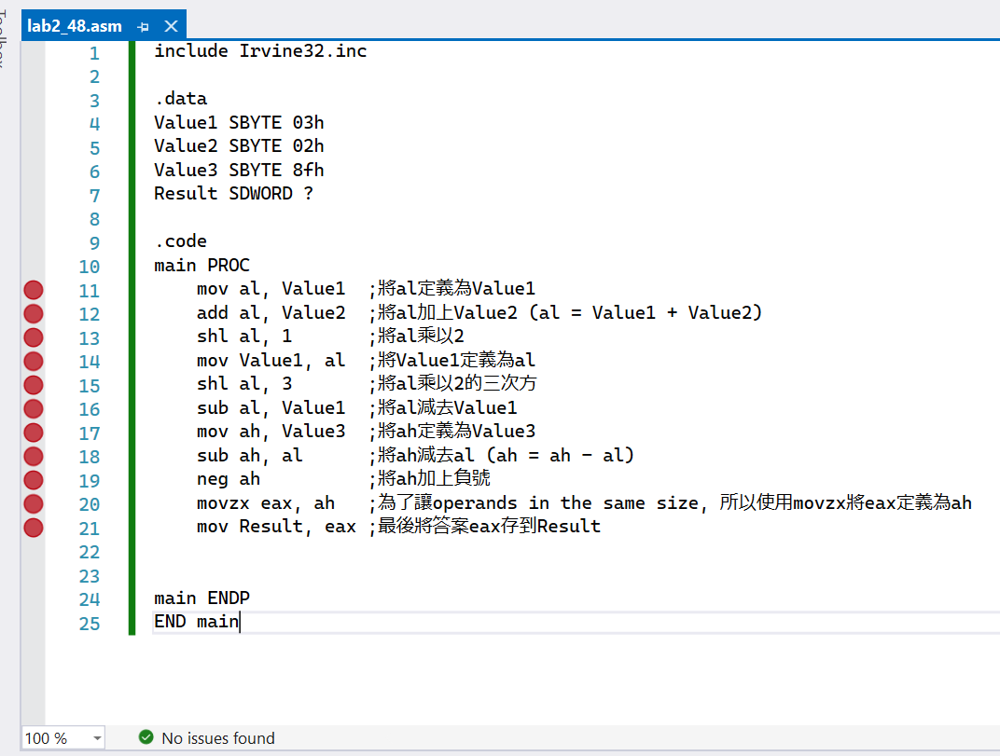 Toolbox
lab2_48.asm
1 include Irvine32.inc
2
3 .data
4 Value1 SBYTE 03h
5 Value2 SBYTE 02h
6 Value3 SBYTE 8fh
7 Result SDWORD ?
8
9 .code
10 main PROC
11 mov al, Value1 ;將al定義為Value1
12 add al, Value2 ;將al加上Value2 (al = Value1 + Value2)
13 shl al, 1 ;將al乘以2
14 mov Value1, al ;將Value1定義為al
15 shl al, 3 ;將al乘以2的三次方
16 sub al, Value1 ;將al減去Value1
17 mov ah, Value3 ;將ah定義為Value3
18 sub ah, al ;將ah減去al (ah = ah - al)
19 neg ah ;將ah加上負號
20 movzx eax, ah ;為了讓operands in the same size, 所以使用movzx將eax定義為ah
21 mov Result, eax ;最後將答案eax存到Result
22
23
24 main ENDP
25 END main
100 % No issues found